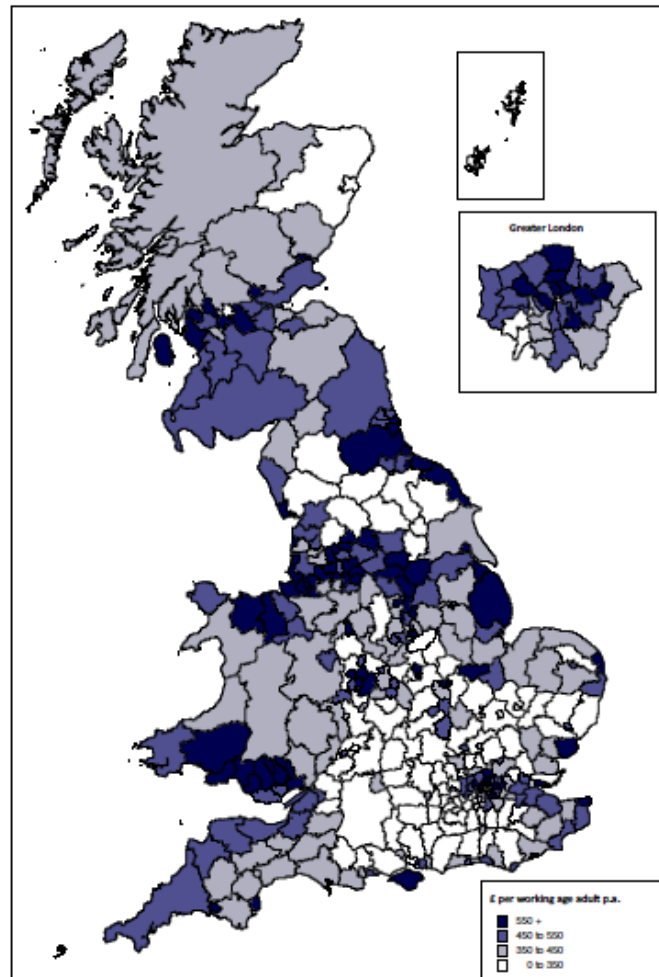 Greater London
£ per working age adult p.a.
550 +
450 to 550
350 to 450
0 to 350